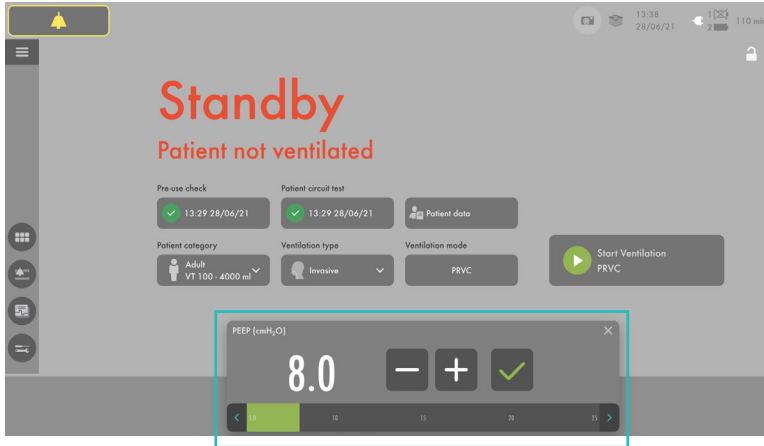 13:38
28/06/21
1
2
110 min
Standby
Patient not ventilated
Pre-use check
Patient circuit test
13:29 28/06/21
13:29 28/06/21
Patient data
Patient category
Ventilation type
Ventilation mode
Adult
VT 100 - 4000 ml
Invasive
PRVC
Start Ventilation
PRVC
PEEP (cmH₂O)
8.0
10
15
20